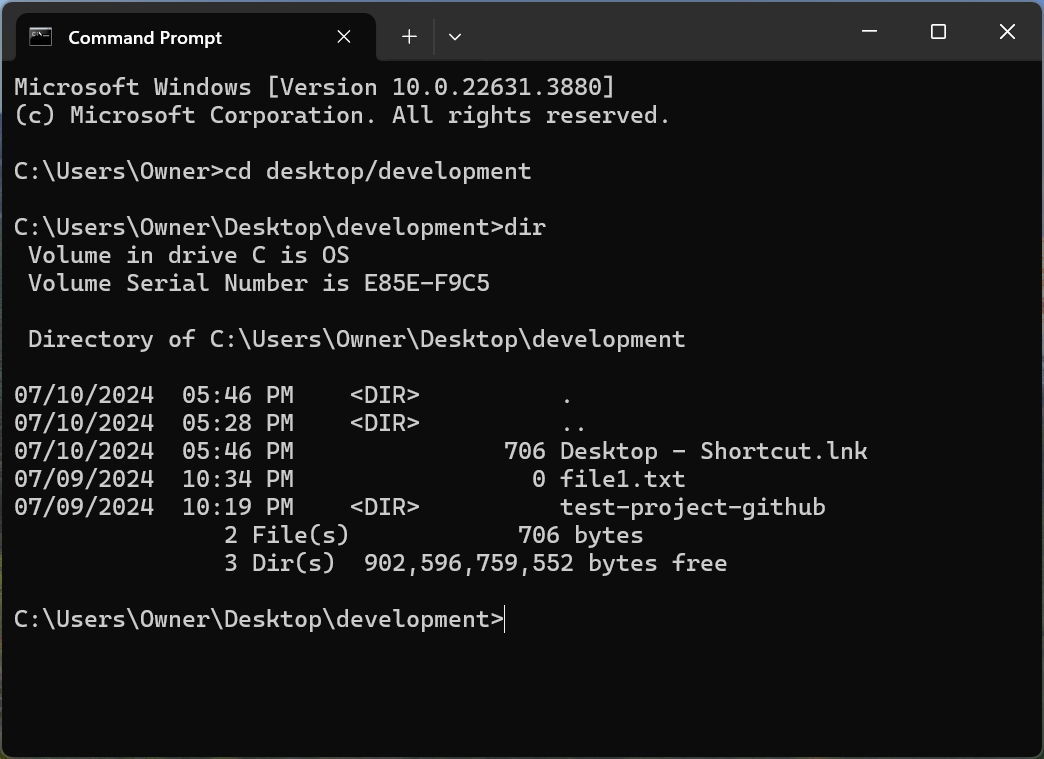 Command Prompt
Microsoft Windows [Version 10.0.22631.3880]
(c) Microsoft Corporation. All rights reserved.
C:\Users\Owner>cd desktop/development
C:\Users\Owner\Desktop\development>dir
 Volume in drive C is OS
 Volume Serial Number is E85E-F9C5
 Directory of C:\Users\Owner\Desktop\development
07/10/2024  05:46 PM    <DIR>          .
07/10/2024  05:28 PM    <DIR>          ..
07/10/2024  05:46 PM               706 Desktop - Shortcut.lnk
07/09/2024  10:34 PM                 0 file1.txt
07/09/2024  10:19 PM    <DIR>          test-project-github
               2 File(s)            706 bytes
               3 Dir(s)  902,596,759,552 bytes free
C:\Users\Owner\Desktop\development>